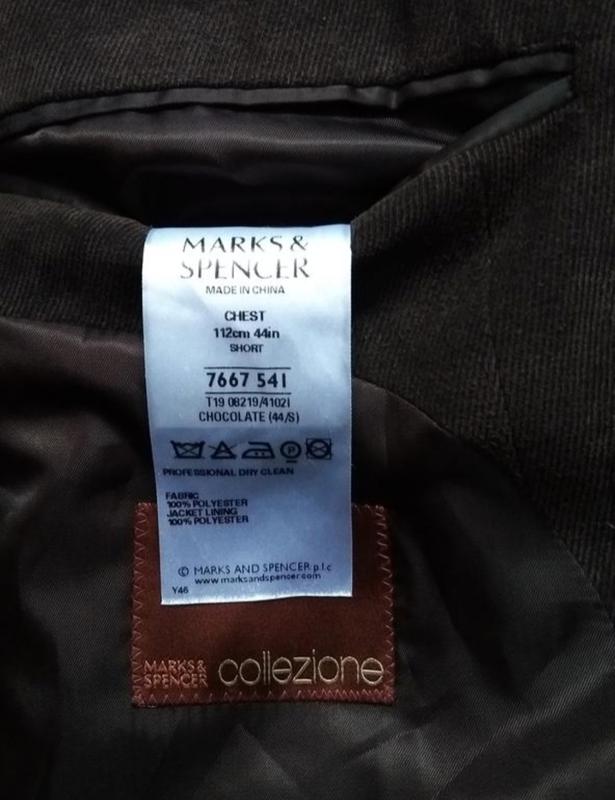 MARKS &
SPENCER
MADE IN CHINA
CHEST
112cm 44in
SHORT
7667 541
T19 08219/4102I
CHOCOLATE (44/S)
P
PROFESSIONAL DRY CLEAN
FABRIC
100% POLYESTER
JACKET LINING
100% POLYESTER
© MARKS AND SPENCER p.l.c
www.marksandspencer.com
Y46
MARKS &
SPENCER collezione